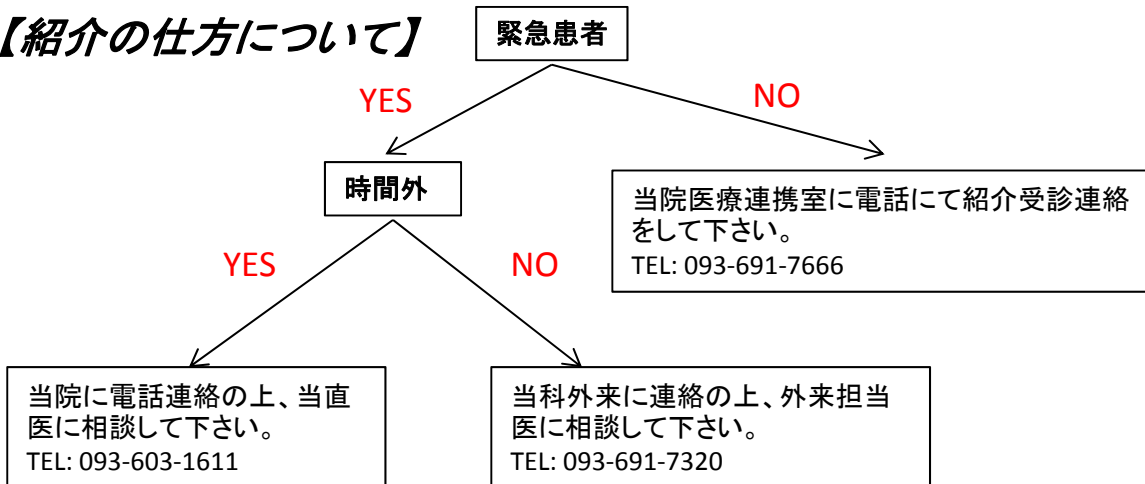 【紹介の仕方について】
緊急患者
YES
NO
時間外
当院医療連携室に電話にて紹介受診連絡
をして下さい。
TEL: 093-691-7666
YES
NO
当院に電話連絡の上、当直
医に相談して下さい。
TEL: 093-603-1611
当科外来に連絡の上、外来担当
医に相談して下さい。
TEL: 093-691-7320